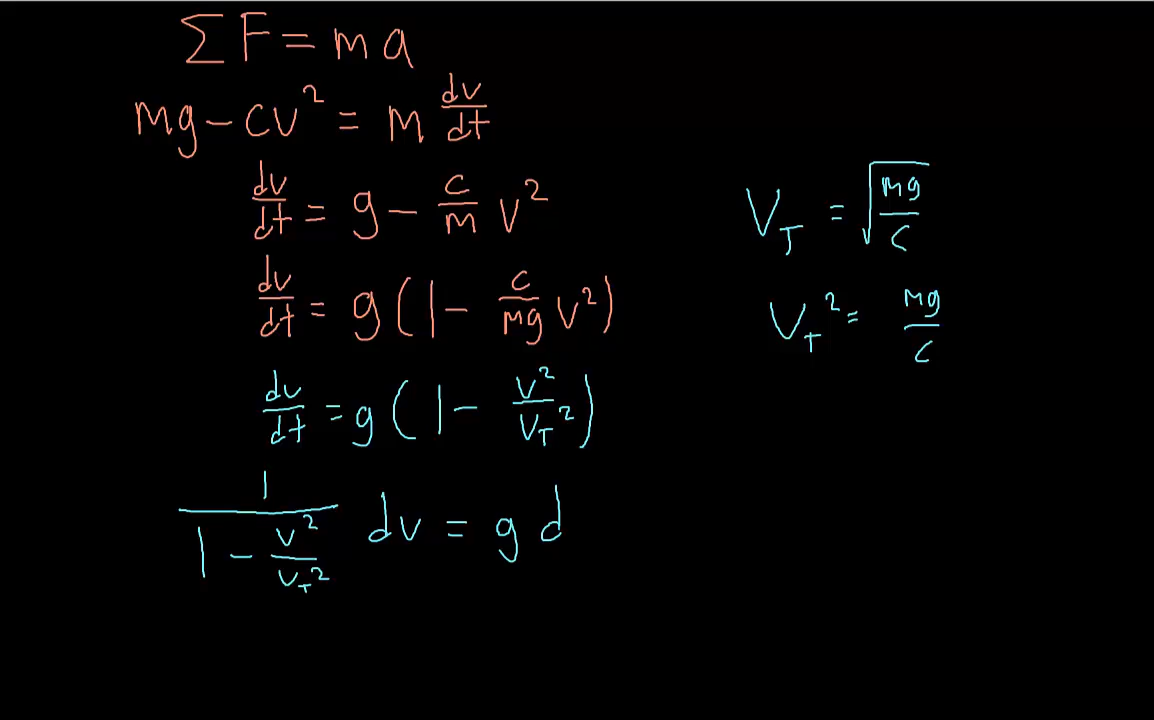 ΣF = ma
mg - cv² = m dv/dt
dv/dt = g - c/m v²
dv/dt = g(1 - c/mg v²)
dv/dt = g(1 - v²/v_T²)
1/(1 - v²/v_T²) dv = g d
V_T = √(mg/c)
V_T² = mg/c